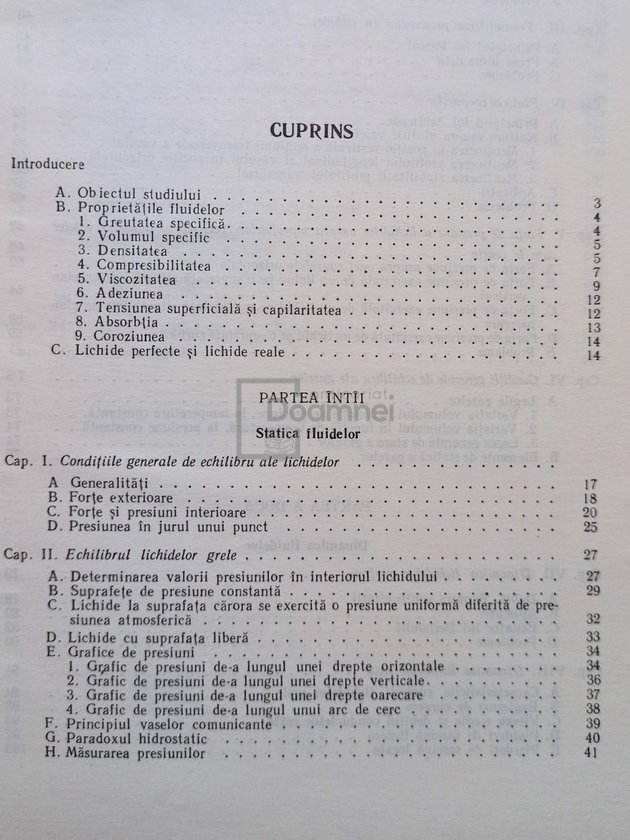 CUPRINS
Introducere
A. Obiectul studiului . . . . . . . . . . . . . . . . 3
B. Proprietățile fluidelor . . . . . . . . . . . . . . . . 4
1. Greutatea specifică. . . . . . . . . . . . . . . . 4
2. Volumul specific . . . . . . . . . . . . . . . . 5
3. Densitatea . . . . . . . . . . . . . . . . 5
4. Compresibilitatea . . . . . . . . . . . . . . . . 7
5. Viscozitatea . . . . . . . . . . . . . . . . 9
6. Adeziunea . . . . . . . . . . . . . . . . 12
7. Tensiunea superficială și capilaritatea . . . . . . . . . . . . 12
8. Absorbția . . . . . . . . . . . . . . . . 13
9. Coroziunea . . . . . . . . . . . . . . . . 14
C. Lichide perfecte și lichide reale . . . . . . . . . . . . . . 14
PARTEA ÎNTÎI
Doamnei
Statica fluidelor
Cap. I. Condițiile generale de echilibru ale lichidelor . . . . . . . . . .
A Generalități . . . . . . . . . . . . . . . . 17
B. Forțe exterioare . . . . . . . . . . . . . . . . 18
C. Forțe și presiuni interioare . . . . . . . . . . . . . . . . 20
D. Presiunea în jurul unui punct . . . . . . . . . . . . . . . . 25
Cap. II. Echilibrul lichidelor grele . . . . . . . . . . . . . . . . 27
A. Determinarea valorii presiunilor în interiorul lichidului . . . . . . . . 27
B. Suprafețe de presiune constantă . . . . . . . . . . . . . . 29
C. Lichide la suprafața cărora se exercită o presiune uniformă diferită de pre-
siunea atmosferică . . . . . . . . . . . . . . . . 32
D. Lichide cu suprafața liberă . . . . . . . . . . . . . . . . 33
E. Grafice de presiuni . . . . . . . . . . . . . . . . 34
1. Grafic de presiuni de-a lungul unei drepte orizontale . . . . . . . . 34
2. Grafic de presiuni de-a lungul unei drepte verticale. . . . . . . . . 36
3. Grafic de presiuni de-a lungul unei drepte oarecare . . . . . . . . 37
4. Grafic de presiuni de-a lungul unui arc de cerc . . . . . . . . . . 38
F. Principiul vaselor comunicante . . . . . . . . . . . . . . 39
G. Paradoxul hidrostatic . . . . . . . . . . . . . . . . 40
H. Măsurarea presiunilor . . . . . . . . . . . . . . . . 41